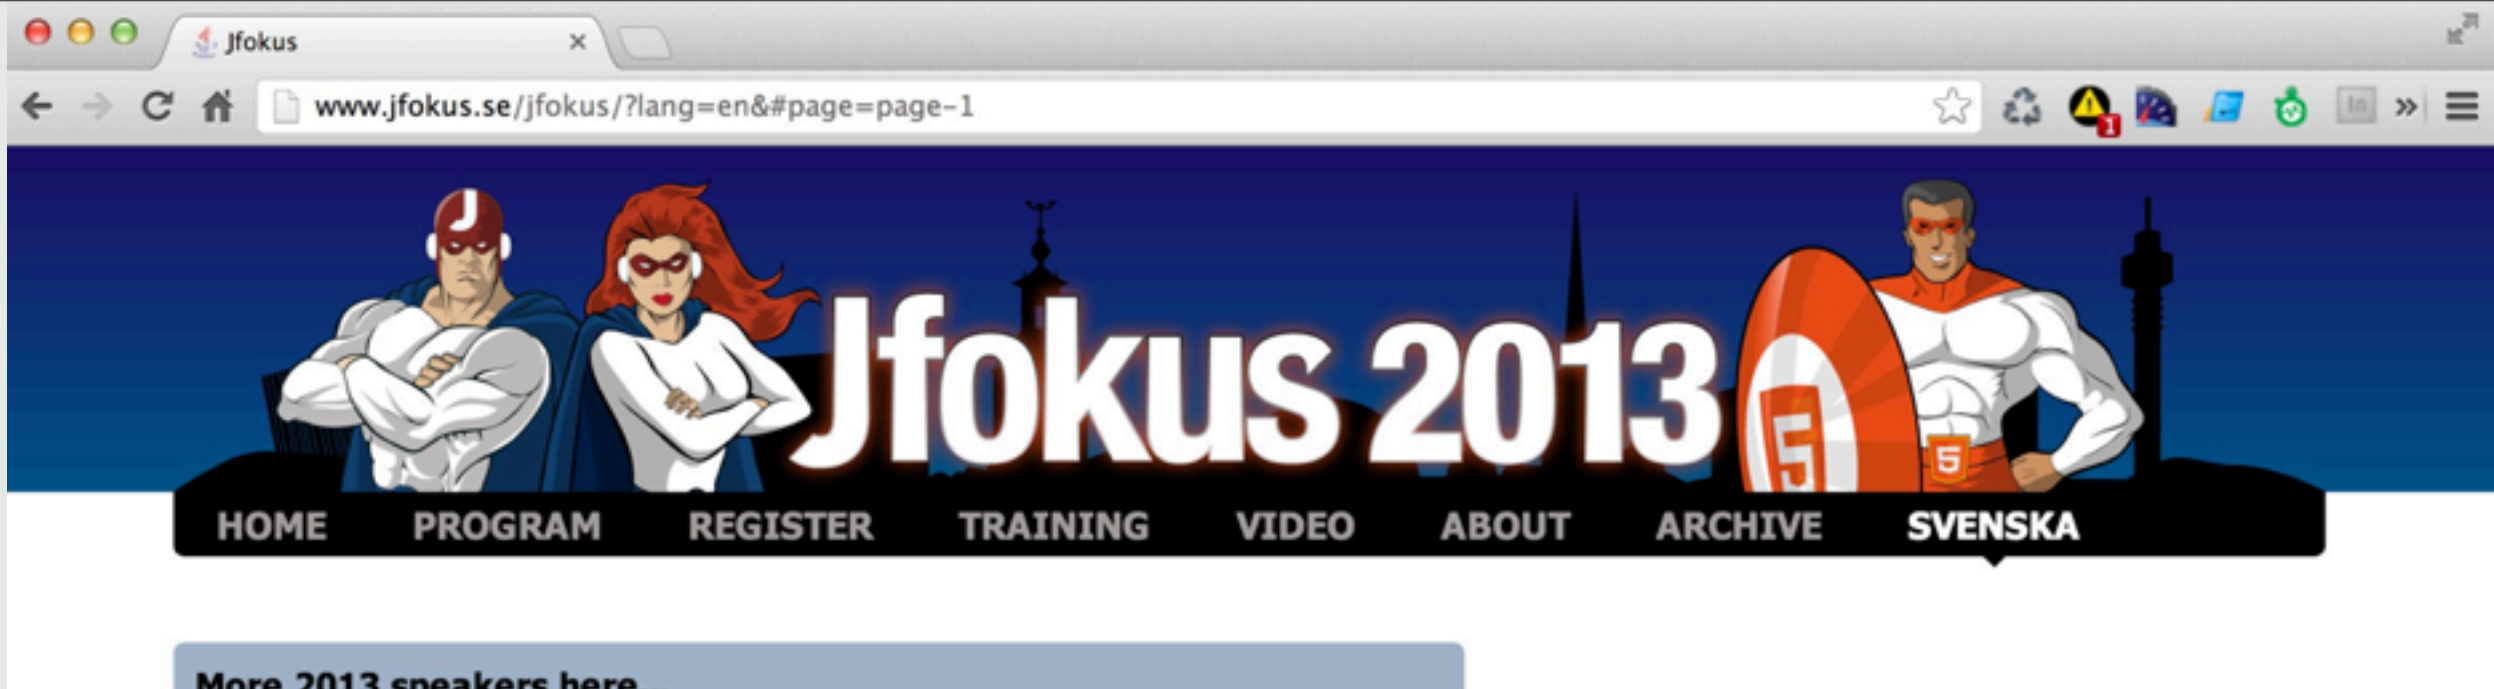 Jfokus
www.jfokus.se/jfokus/?lang=en&#page=page-1
1
J
Jfokus 2013
5
5
HOME PROGRAM REGISTER TRAINING VIDEO ABOUT ARCHIVE SVENSKA
More 2013 speakers here...